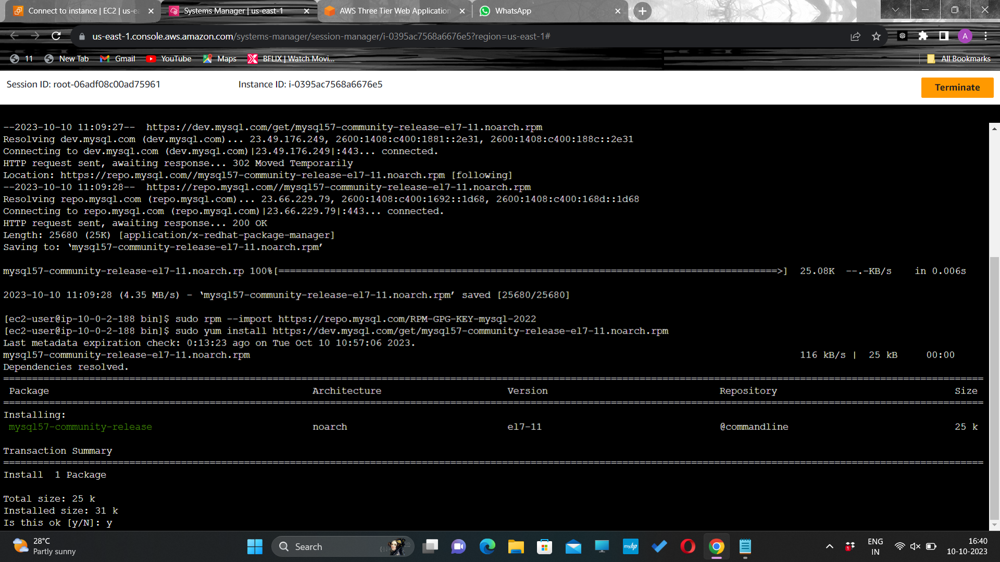 Connect to instance | EC2 | us-ea
Systems Manager | us-east-1
AWS Three Tier Web Application
WhatsApp
us-east-1.console.aws.amazon.com/systems-manager/session-manager/i-0395ac7568a6676e5?region=us-east-1#
A
11
New Tab
Gmail
YouTube
Maps
BFLIX | Watch Movi...
All Bookmarks
Session ID: root-06adf08c00ad75961
Instance ID: i-0395ac7568a6676e5
Terminate
--2023-10-10 11:09:27--  https://dev.mysql.com/get/mysql57-community-release-el7-11.noarch.rpm
Resolving dev.mysql.com (dev.mysql.com)... 23.49.176.249, 2600:1408:c400:1881::2e31, 2600:1408:c400:188c::2e31
Connecting to dev.mysql.com (dev.mysql.com)|23.49.176.249|:443... connected.
HTTP request sent, awaiting response... 302 Moved Temporarily
Location: https://repo.mysql.com//mysql57-community-release-el7-11.noarch.rpm [following]
--2023-10-10 11:09:28--  https://repo.mysql.com//mysql57-community-release-el7-11.noarch.rpm
Resolving repo.mysql.com (repo.mysql.com)... 23.66.229.79, 2600:1408:c400:1692::1d68, 2600:1408:c400:168d::1d68
Connecting to repo.mysql.com (repo.mysql.com)|23.66.229.79|:443... connected.
HTTP request sent, awaiting response... 200 OK
Length: 25680 (25K) [application/x-redhat-package-manager]
Saving to: ‘mysql57-community-release-el7-11.noarch.rpm’
mysql57-community-release-el7-11.noarch.rp 100%[=======================================================================================>]  25.08K  --.-KB/s    in 0.006s
2023-10-10 11:09:28 (4.35 MB/s) - ‘mysql57-community-release-el7-11.noarch.rpm’ saved [25680/25680]
[ec2-user@ip-10-0-2-188 bin]$ sudo rpm --import https://repo.mysql.com/RPM-GPG-KEY-mysql-2022
[ec2-user@ip-10-0-2-188 bin]$ sudo yum install https://dev.mysql.com/get/mysql57-community-release-el7-11.noarch.rpm
Last metadata expiration check: 0:13:23 ago on Tue Oct 10 10:57:06 2023.
mysql57-community-release-el7-11.noarch.rpm 116 kB/s |  25 kB     00:00
Dependencies resolved.
Package Architecture Version Repository Size
Installing:
mysql57-community-release noarch el7-11 @commandline 25 k
Transaction Summary
Install  1 Package
Total size: 25 k
Installed size: 31 k
Is this ok [y/N]: y
28°C
Partly sunny
Search
myhp
1
ENG
IN
16:40
10-10-2023